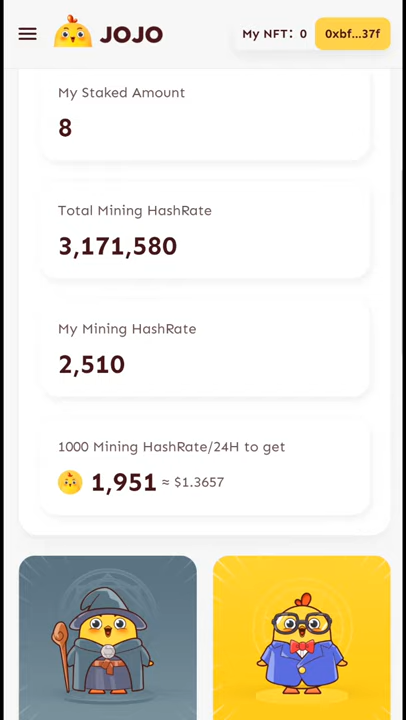 JOJO
My NFT: 0
0xbf...37f
My Staked Amount
8
Total Mining HashRate
3,171,580
My Mining HashRate
2,510
1000 Mining HashRate/24H to get
1,951 ≈ $1.3657